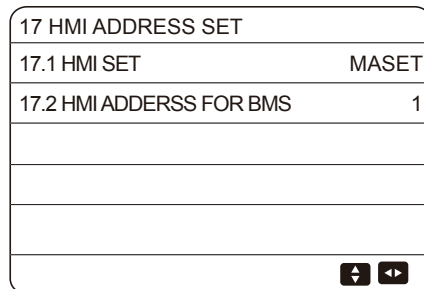 17 HMI ADDRESS SET
17.1 HMI SET MASET
17.2 HMI ADDERSS FOR BMS 1